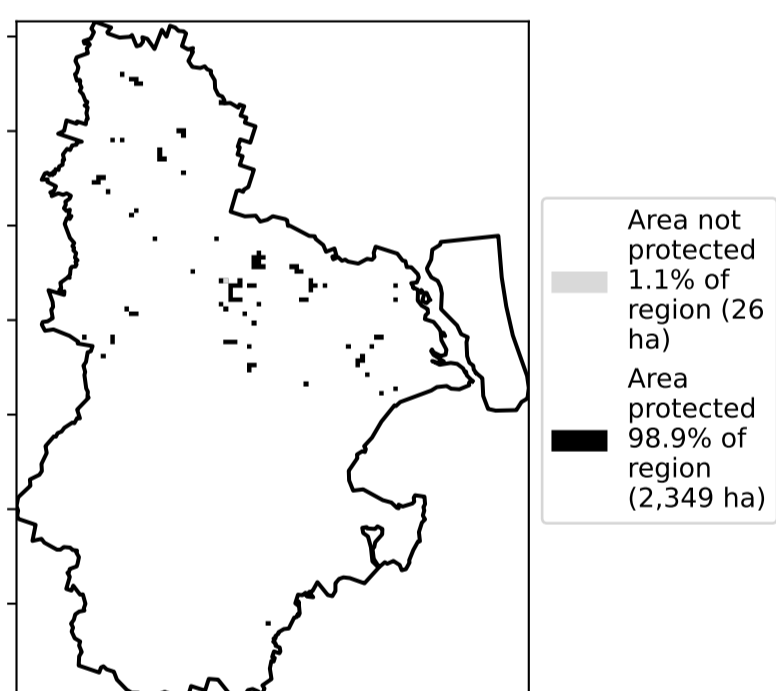 Area not
protected
1.1% of
region (26
ha)
Area
protected
98.9% of
region
(2,349 ha)